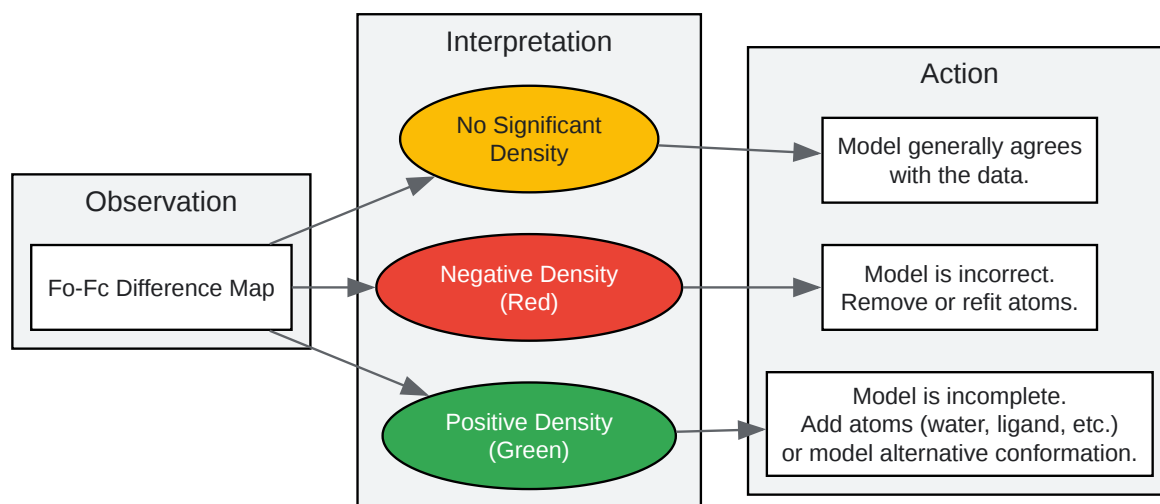 Observation
Fo-Fc Difference Map
Interpretation
No Significant
Density
Negative Density
(Red)
Positive Density
(Green)
Action
Model generally agrees
with the data.
Model is incorrect.
Remove or refit atoms.
Model is incomplete.
Add atoms (water, ligand, etc.)
or model alternative conformation.